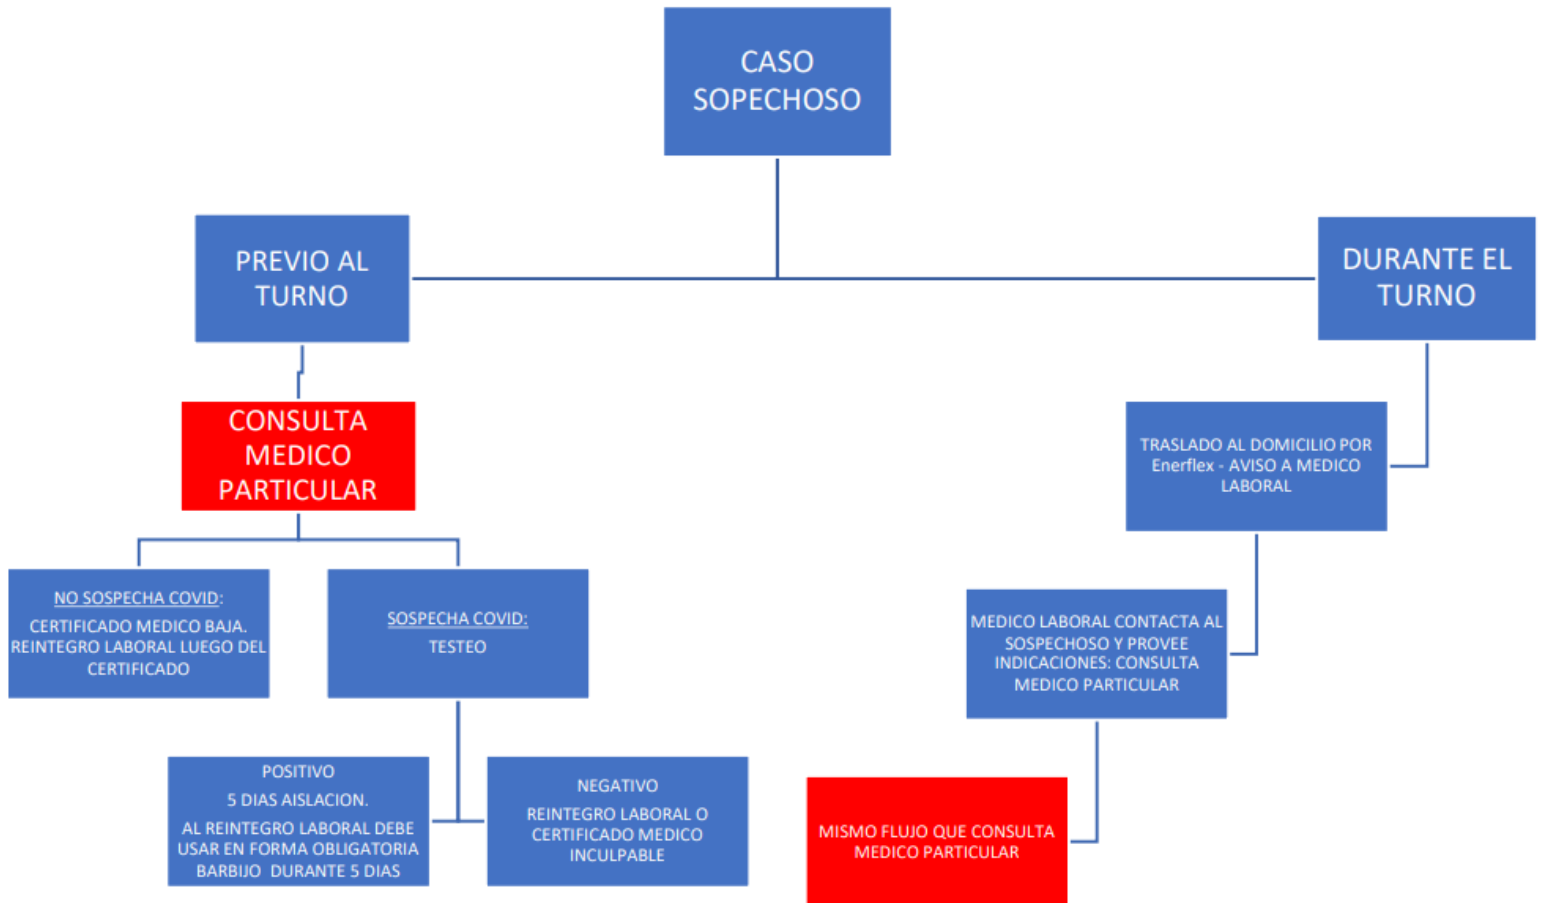 CASO
SOPECHOSO
PREVIO AL
TURNO
DURANTE EL
TURNO
CONSULTA
MEDICO
PARTICULAR
TRASLADO AL DOMICILIO POR
Enerflex - AVISO A MEDICO
LABORAL
NO SOSPECHA COVID:
CERTIFICADO MEDICO BAJA.
REINTEGRO LABORAL LUEGO DEL
CERTIFICADO
SOSPECHA COVID:
TESTEO
MEDICO LABORAL CONTACTA AL
SOSPECHOSO Y PROVEE
INDICACIONES: CONSULTA
MEDICO PARTICULAR
POSITIVO
5 DIAS AISLACION.
AL REINTEGRO LABORAL DEBE
USAR EN FORMA OBLIGATORIA
BARBIJO DURANTE 5 DIAS
NEGATIVO
REINTEGRO LABORAL O
CERTIFICADO MEDICO
INCULPABLE
MISMO FLUJO QUE CONSULTA
MEDICO PARTICULAR